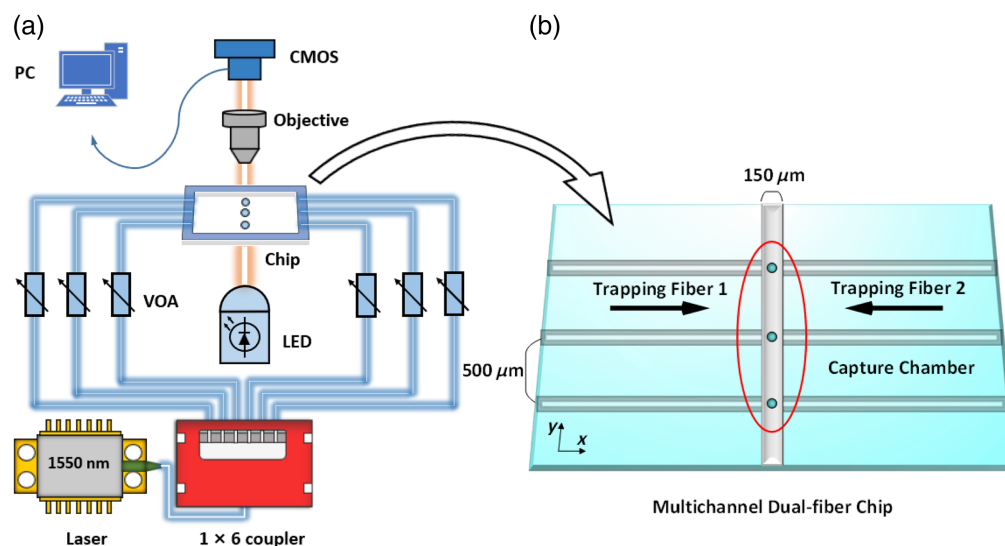 (a)
PC
CMOS
Objective
Chip
VOA
LED
1550 nm
Laser
1 × 6 coupler
(b)
150 μm
Trapping Fiber 1
Trapping Fiber 2
500 μm
Capture Chamber
y
x
Multichannel Dual-fiber Chip